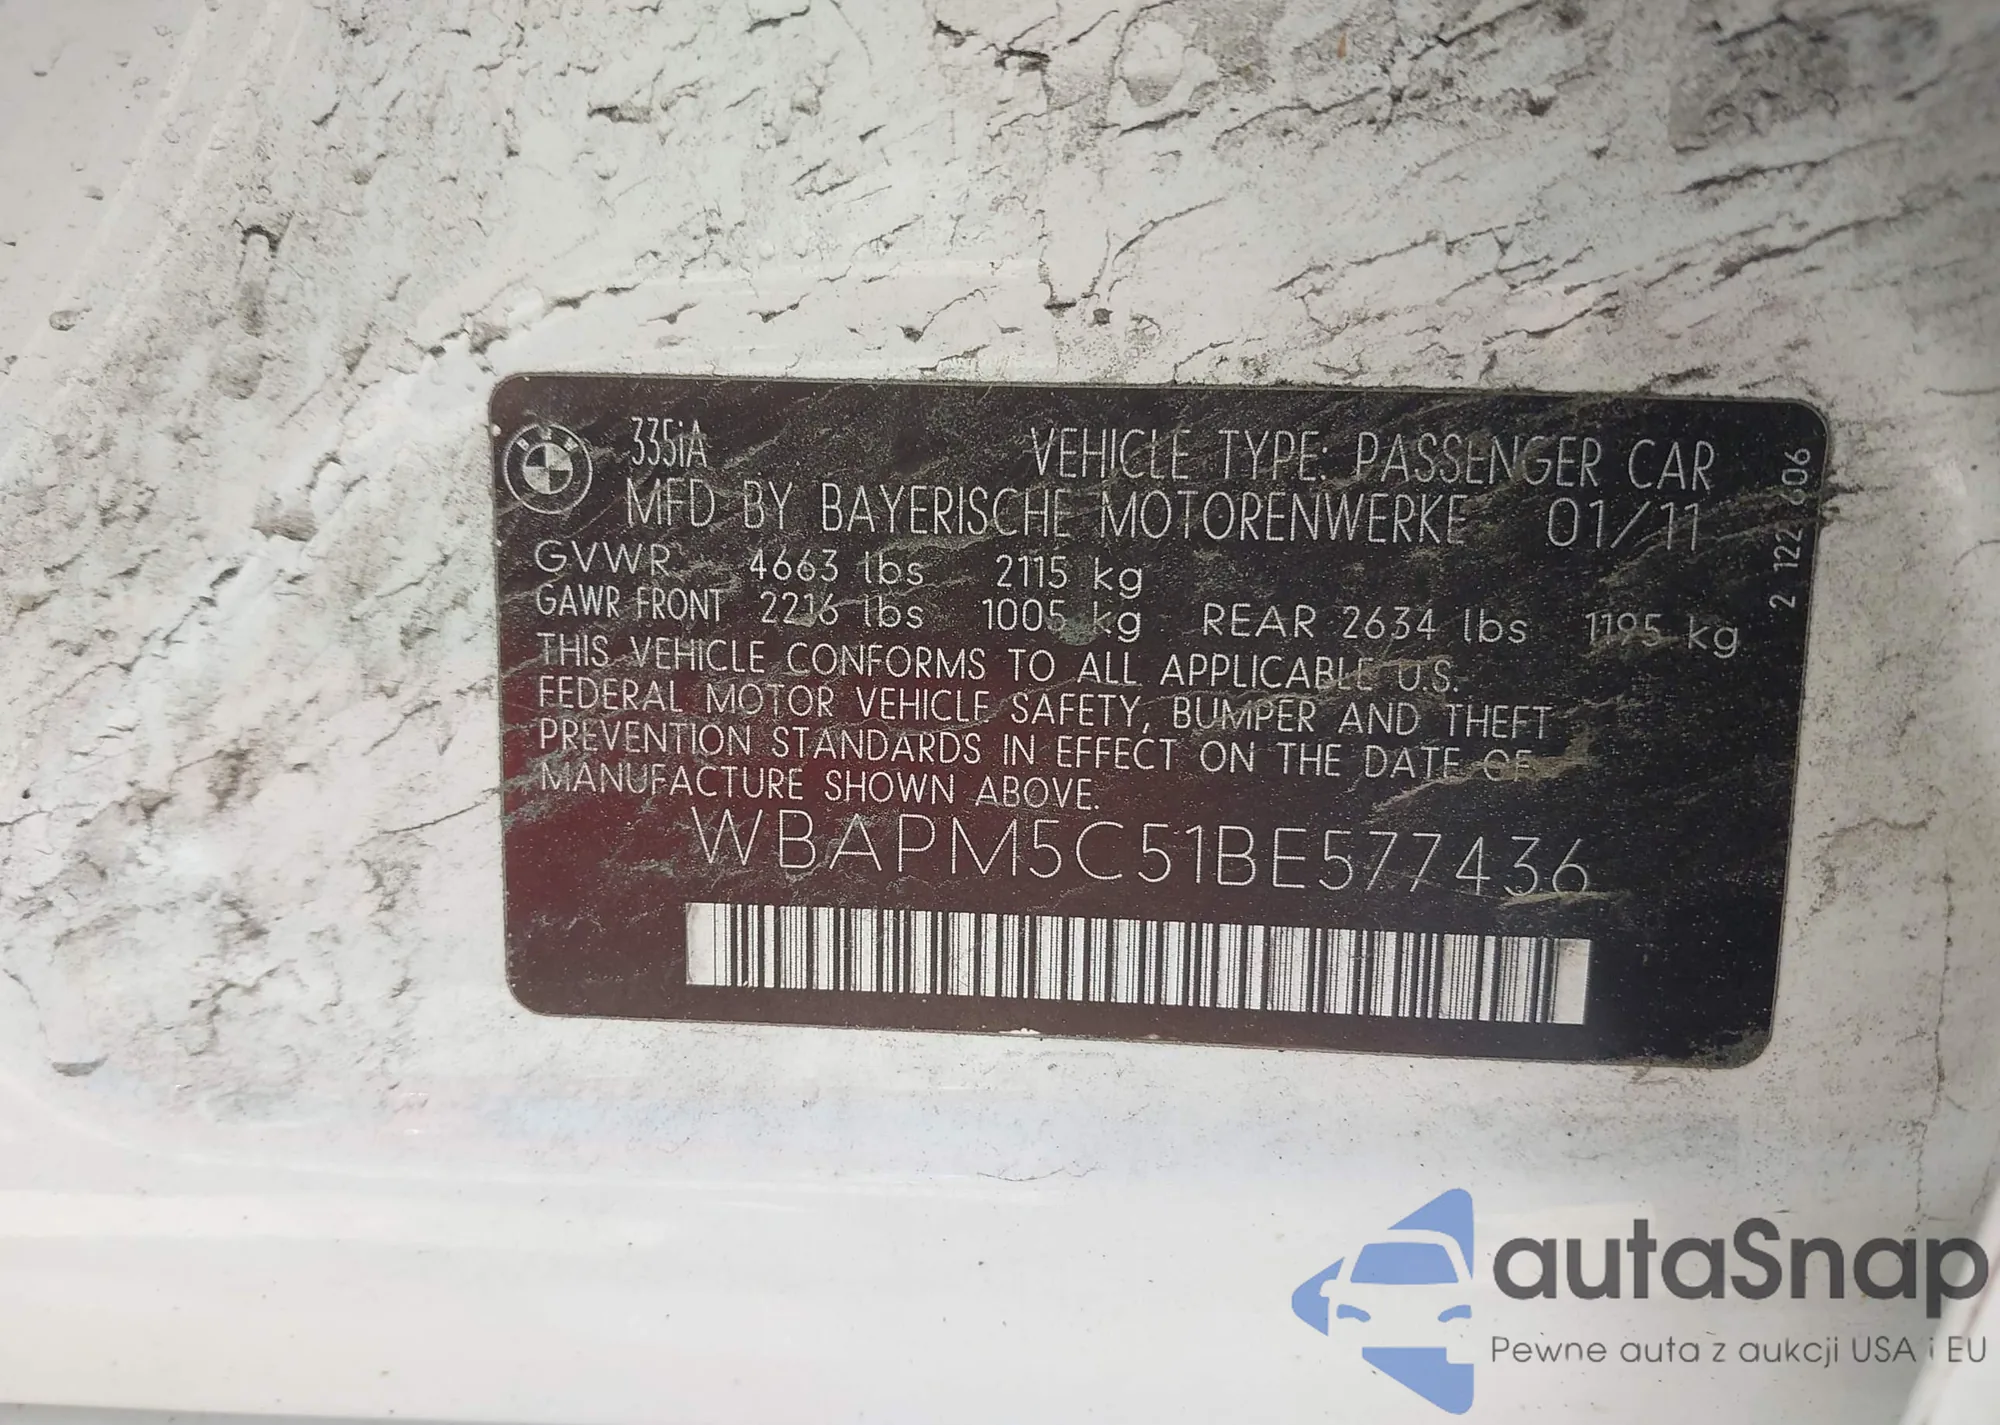 335iA
VEHICLE TYPE: PASSENGER CAR
MFD BY BAYERISCHE MOTORENWERKE 01/11
GVWR 4663 lbs 2115 kg
GAWR FRONT 2216 lbs 1005 kg REAR 2634 lbs 1195 kg
THIS VEHICLE CONFORMS TO ALL APPLICABLE U.S.
FEDERAL MOTOR VEHICLE SAFETY, BUMPER AND THEFT
PREVENTION STANDARDS IN EFFECT ON THE DATE OF
MANUFACTURE SHOWN ABOVE.
WBAPM5C51BE577436
2 122 606
BMW
autaSnap
Pewne auta z aukcji USA i EU